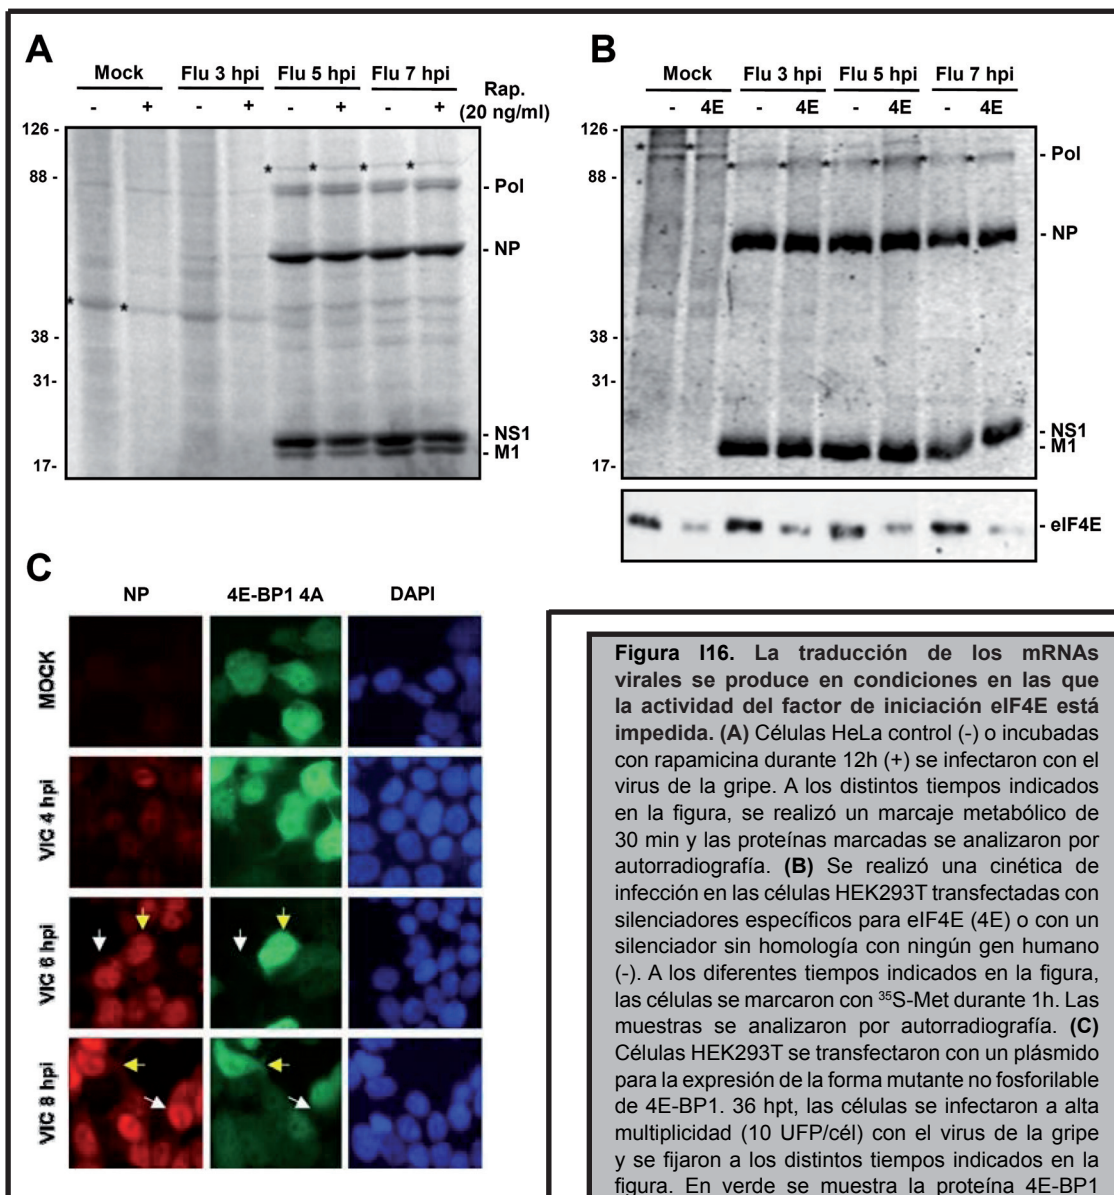 A
Mock Flu 3 hpi Flu 5 hpi Flu 7 hpi
Rap.
- + - + - + - + (20 ng/ml)
126 -
88 -
38 -
31-
17-
* * * *
- Pol
- NP
* *
- NS1
- M1
B
Mock Flu 3 hpi Flu 5 hpi Flu 7 hpi
- 4E - 4E - 4E - 4E
126 -
88 -
38 -
31-
17-
* * * * * * * *
- Pol
- NP
- NS1
- M1
- eIF4E
C
NP 4E-BP1 4A DAPI
MOCK
VIC 4 hpi
VIC 6 hpi
VIC 8 hpi
Figura I16. La traducción de los mRNAs
virales se produce en condiciones en las que
la actividad del factor de iniciación eIF4E está
impedida. (A) Células HeLa control (-) o incubadas
con rapamicina durante 12h (+) se infectaron con el
virus de la gripe. A los distintos tiempos indicados
en la figura, se realizó un marcaje metabólico de
30 min y las proteínas marcadas se analizaron por
autorradiografía. (B) Se realizó una cinética de
infección en las células HEK293T transfectadas con
silenciadores específicos para eIF4E (4E) o con un
silenciador sin homología con ningún gen humano
(-). A los diferentes tiempos indicados en la figura,
las células se marcaron con ³⁵S-Met durante 1h. Las
muestras se analizaron por autorradiografía. (C)
Células HEK293T se transfectaron con un plásmido
para la expresión de la forma mutante no fosforilable
de 4E-BP1. 36 hpt, las células se infectaron a alta
multiplicidad (10 UFP/cél) con el virus de la gripe
y se fijaron a los distintos tiempos indicados en la
figura. En verde se muestra la proteína 4E-BP1